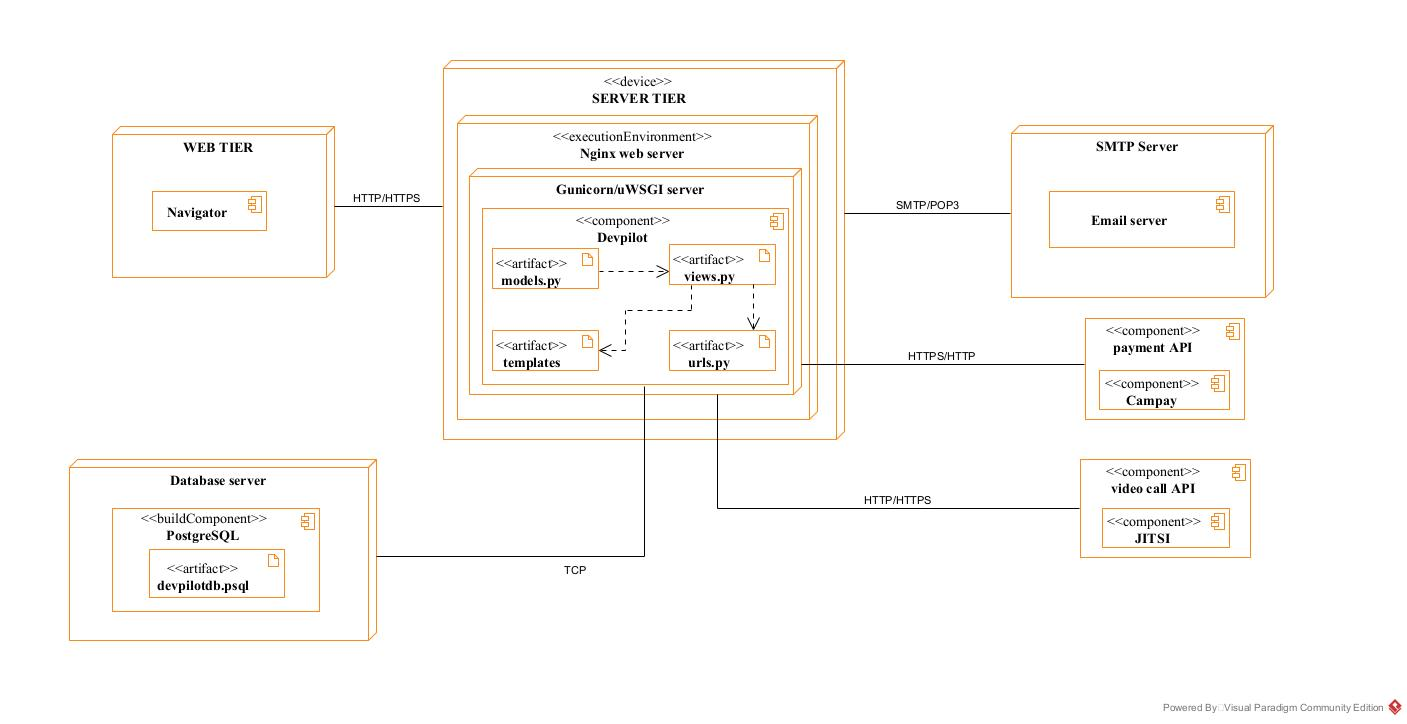 <<device>>
SERVER TIER
WEB TIER
Navigator
HTTP/HTTPS
<<executionEnvironment>>
Nginx web server
Gunicorn/uWSGI server
<<component>>
Devpilot
<<artifact>>
models.py
<<artifact>>
views.py
<<artifact>>
templates
<<artifact>>
urls.py
SMTP/POP3
SMTP Server
Email server
HTTPS/HTTP
<<component>>
payment API
<<component>>
Campay
Database server
<<buildComponent>>
PostgreSQL
<<artifact>>
devpilotdb.psql
TCP
HTTP/HTTPS
<<component>>
video call API
<<component>>
JITSI
Powered By Visual Paradigm Community Edition